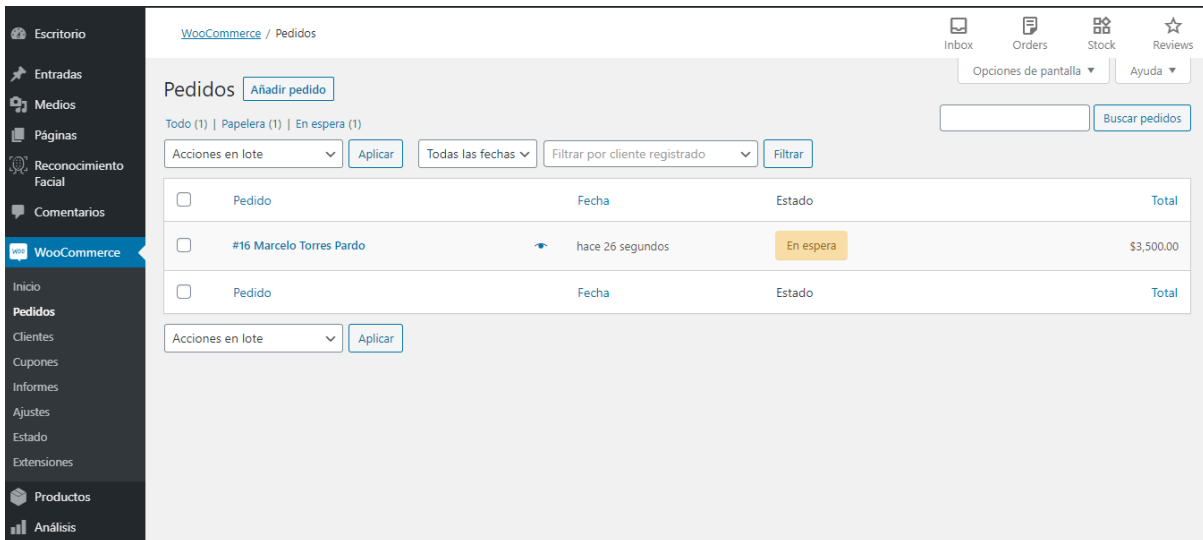 Escritorio
Entradas
Medios
Páginas
Reconocimiento
Facial
Comentarios
WOO WooCommerce
Inicio
Pedidos
Clientes
Cupones
Informes
Ajustes
Estado
Extensiones
Productos
Análisis
WooCommerce / Pedidos
Inbox Orders Stock Reviews
Opciones de pantalla ▼ Ayuda ▼
Pedidos Añadir pedido
Todo (1) | Papelera (1) | En espera (1)
Buscar pedidos
Acciones en lote Aplicar Todas las fechas Filtrar por cliente registrado Filtrar
Pedido Fecha Estado Total
#16 Marcelo Torres Pardo hace 26 segundos En espera $3,500.00
Pedido Fecha Estado Total
Acciones en lote Aplicar